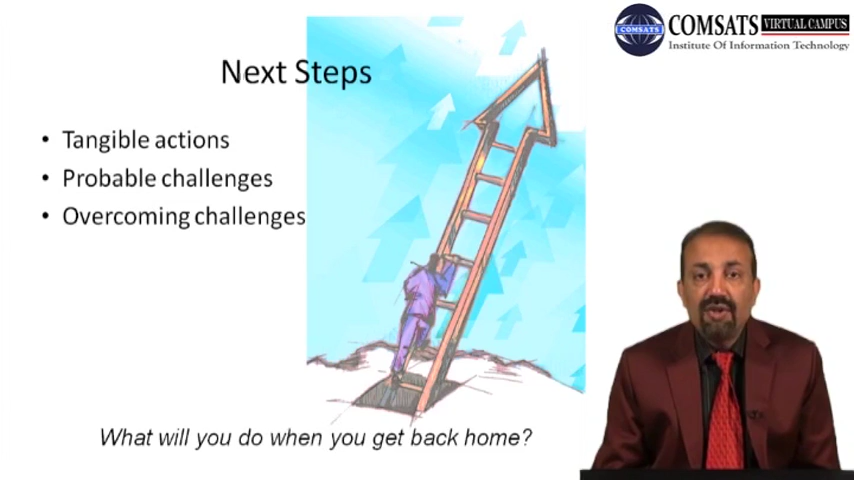 COMSATS VIRTUAL CAMPUS
COMSATS Institute Of Information Technology
Next Steps
• Tangible actions
• Probable challenges
• Overcoming challenges
What will you do when you get back home?